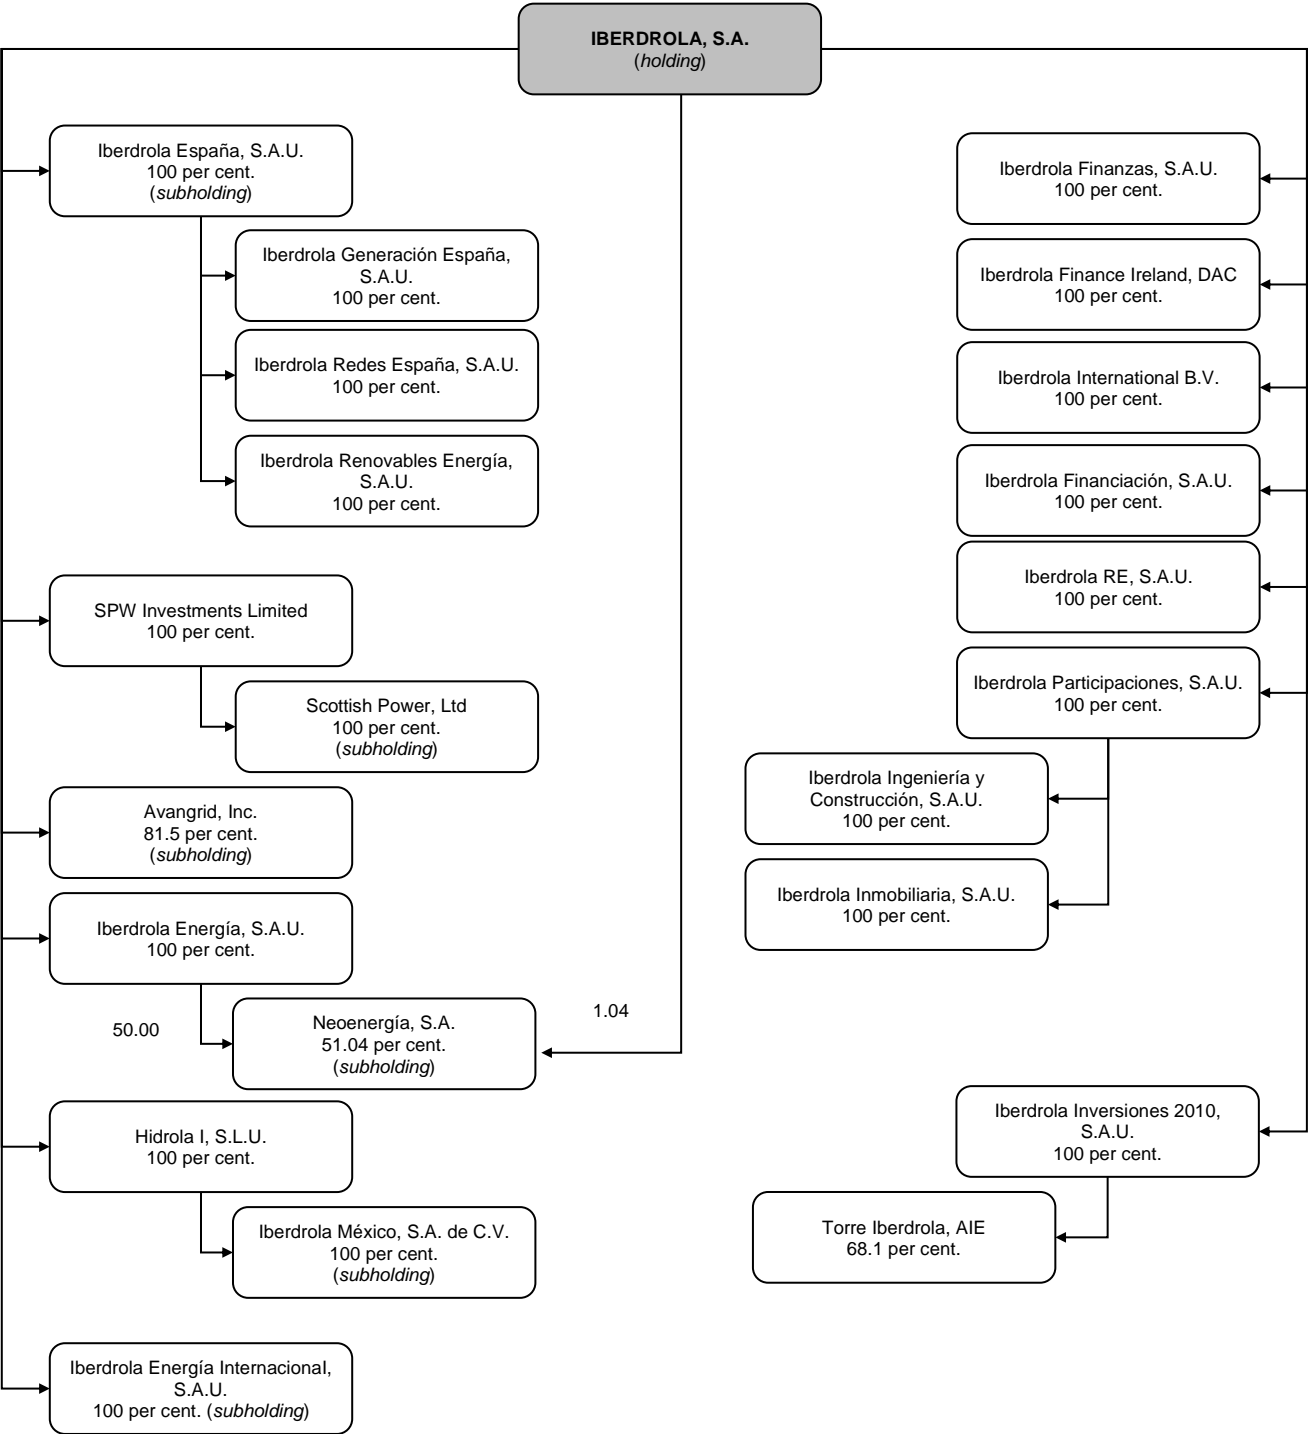 IBERDROLA, S.A.
(holding)
Iberdrola España, S.A.U.
100 per cent.
(subholding)
Iberdrola Generación España,
S.A.U.
100 per cent.
Iberdrola Redes España, S.A.U.
100 per cent.
Iberdrola Renovables Energía,
S.A.U.
100 per cent.
SPW Investments Limited
100 per cent.
Scottish Power, Ltd
100 per cent.
(subholding)
Avangrid, Inc.
81.5 per cent.
(subholding)
Iberdrola Energía, S.A.U.
100 per cent.
50.00
Neoenergía, S.A.
51.04 per cent.
(subholding)
1.04
Hidrola I, S.L.U.
100 per cent.
Iberdrola México, S.A. de C.V.
100 per cent.
(subholding)
Iberdrola Energía Internacional,
S.A.U.
100 per cent. (subholding)
Iberdrola Finanzas, S.A.U.
100 per cent.
Iberdrola Finance Ireland, DAC
100 per cent.
Iberdrola International B.V.
100 per cent.
Iberdrola Financiación, S.A.U.
100 per cent.
Iberdrola RE, S.A.U.
100 per cent.
Iberdrola Participaciones, S.A.U.
100 per cent.
Iberdrola Ingeniería y
Construcción, S.A.U.
100 per cent.
Iberdrola Inmobiliaria, S.A.U.
100 per cent.
Iberdrola Inversiones 2010,
S.A.U.
100 per cent.
Torre Iberdrola, AIE
68.1 per cent.